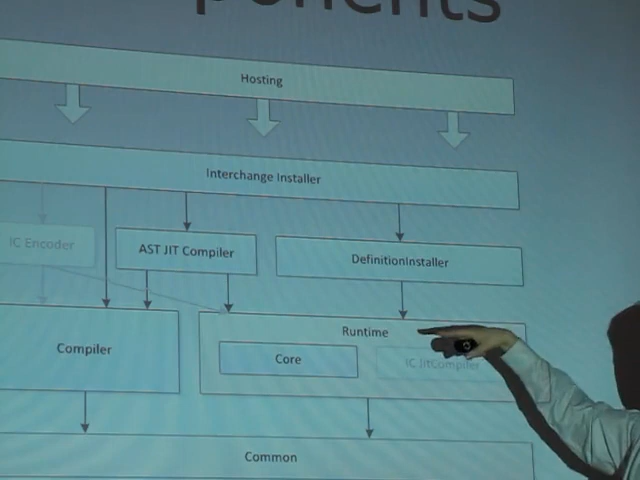 ponents
Hosting
Interchange Installer
IC Encoder
AST JIT Compiler
DefinitionInstaller
Compiler
Runtime
Core
IC JitCompiler
Common